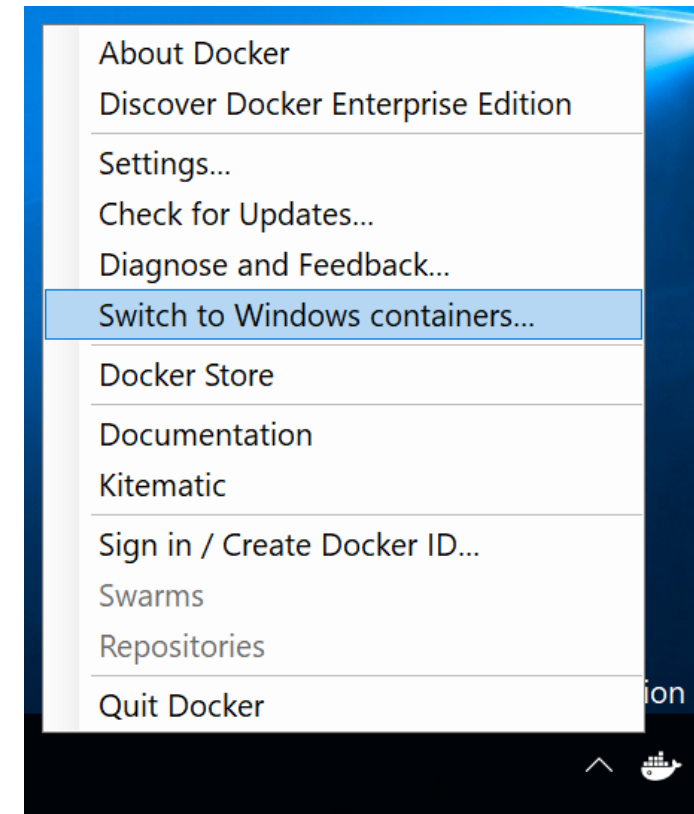 About Docker
Discover Docker Enterprise Edition
Settings...
Check for Updates...
Diagnose and Feedback...
Switch to Windows containers...
Docker Store
Documentation
Kitematic
Sign in / Create Docker ID...
Swarms
Repositories
Quit Docker
ion